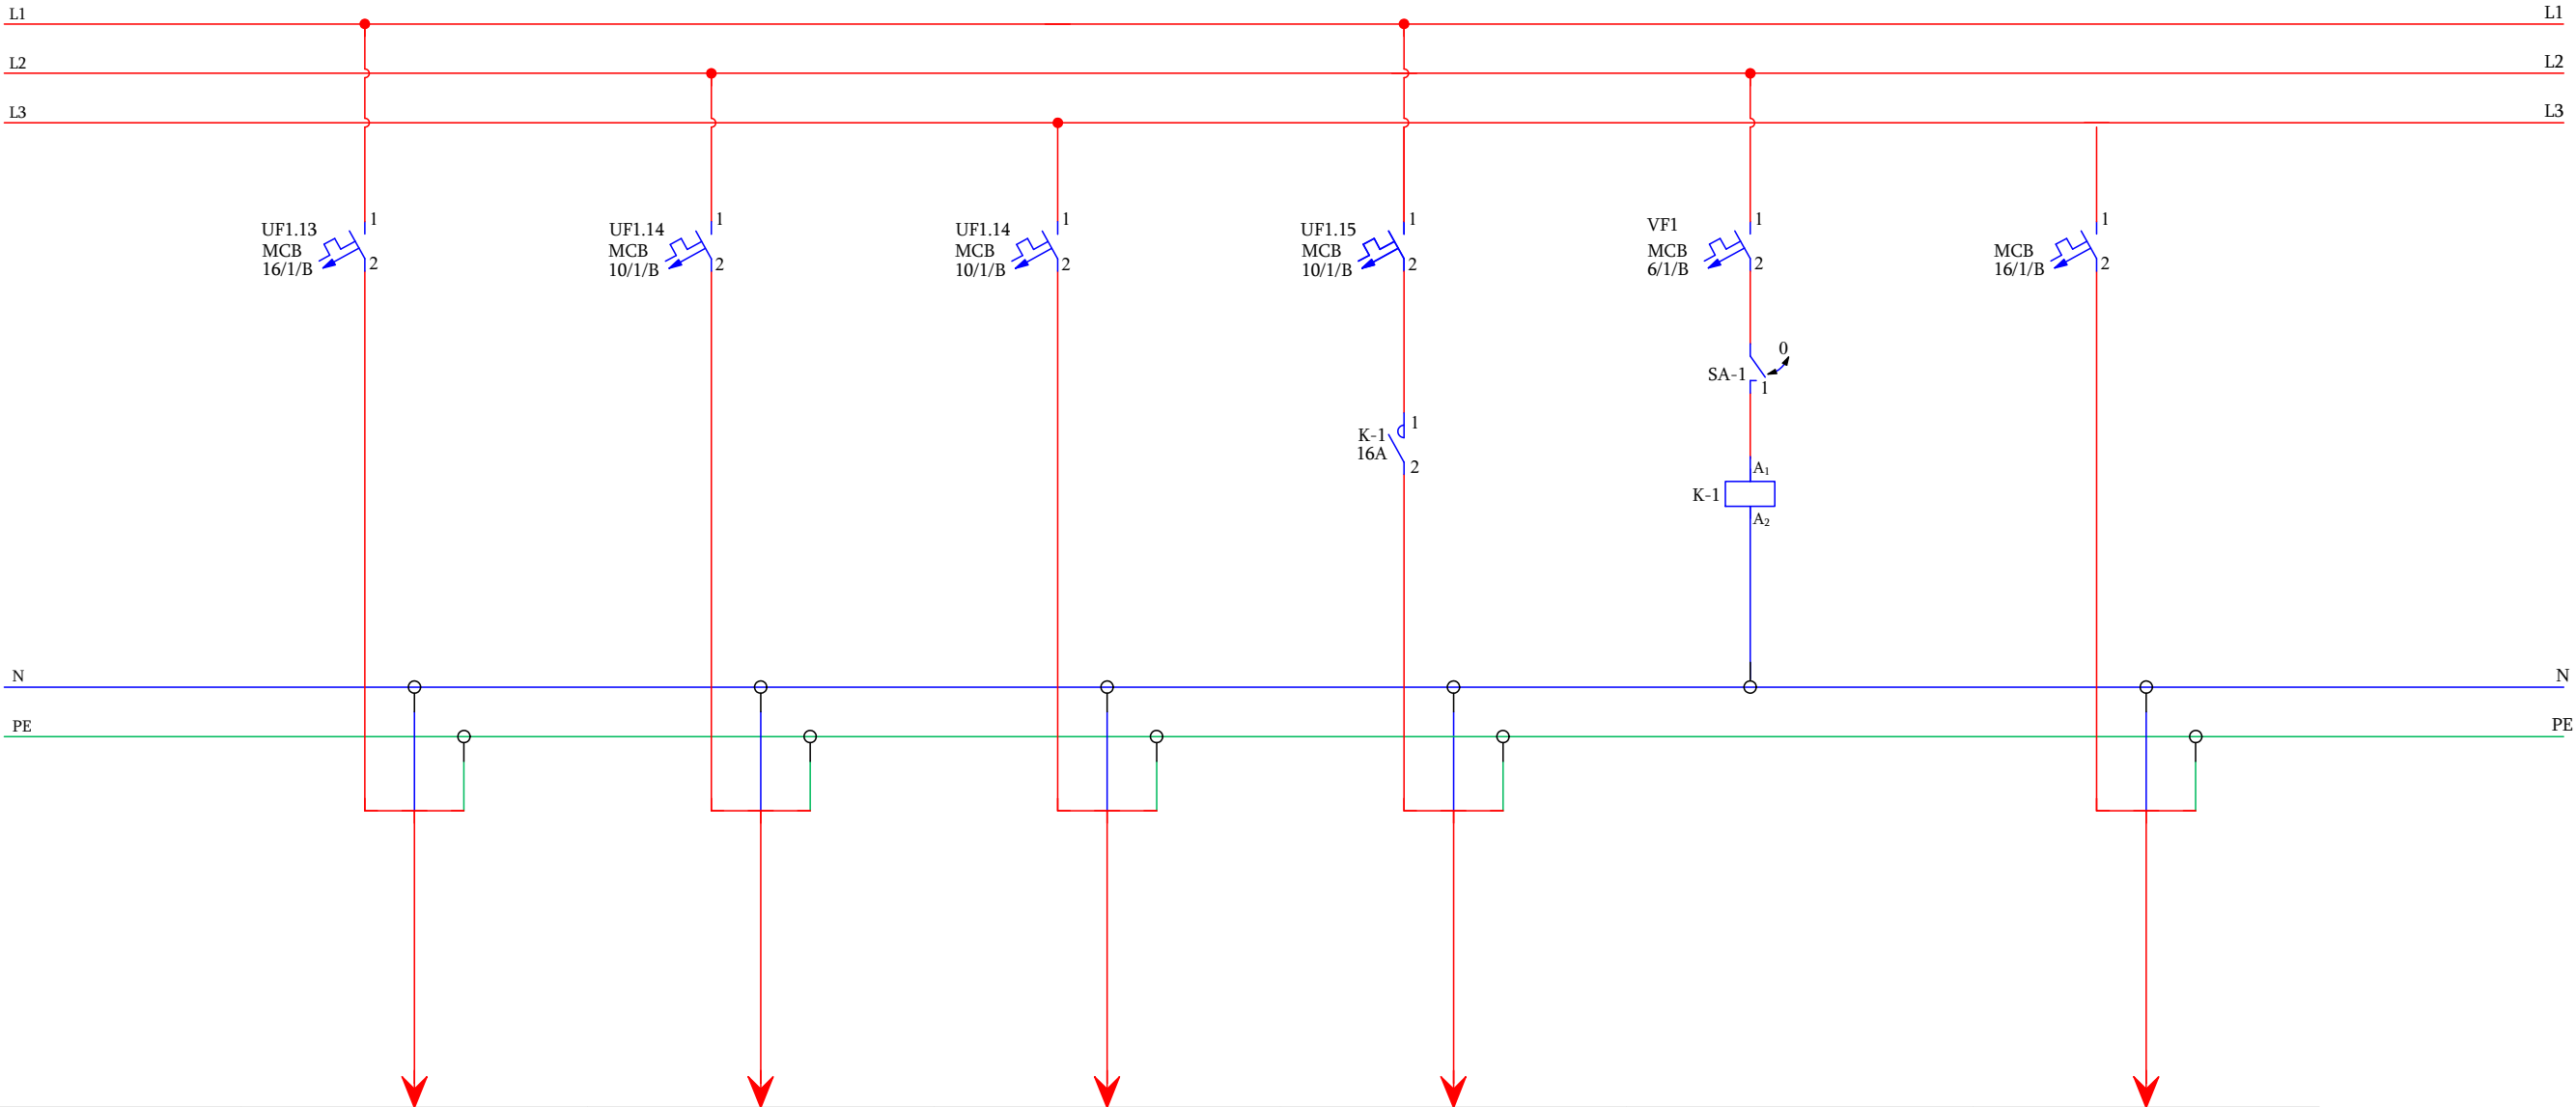 L1 L1
L2 L2
L3 L3
UF1.13
MCB
16/1/B
1
2
UF1.14
MCB
10/1/B
1
2
UF1.14
MCB
10/1/B
1
2
UF1.15
MCB
10/1/B
1
2
VF1
MCB
6/1/B
1
2
MCB
16/1/B
1
2
0
SA-1
1
K-1
16A
1
2
A1
K-1
A2
N N
PE PE